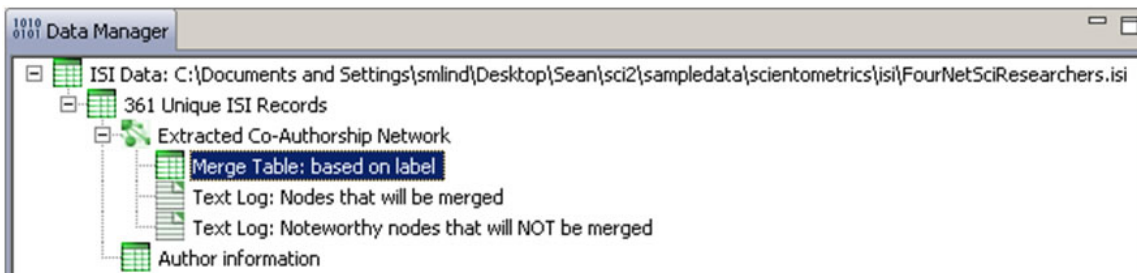 1010
0101 Data Manager
ISI Data: C:\Documents and Settings\smlind\Desktop\Sean\sci2\sampledata\scientometrics\isi\FourNetSciResearchers.isi
361 Unique ISI Records
Extracted Co-Authorship Network
Merge Table: based on label
Text Log: Nodes that will be merged
Text Log: Noteworthy nodes that will NOT be merged
Author information